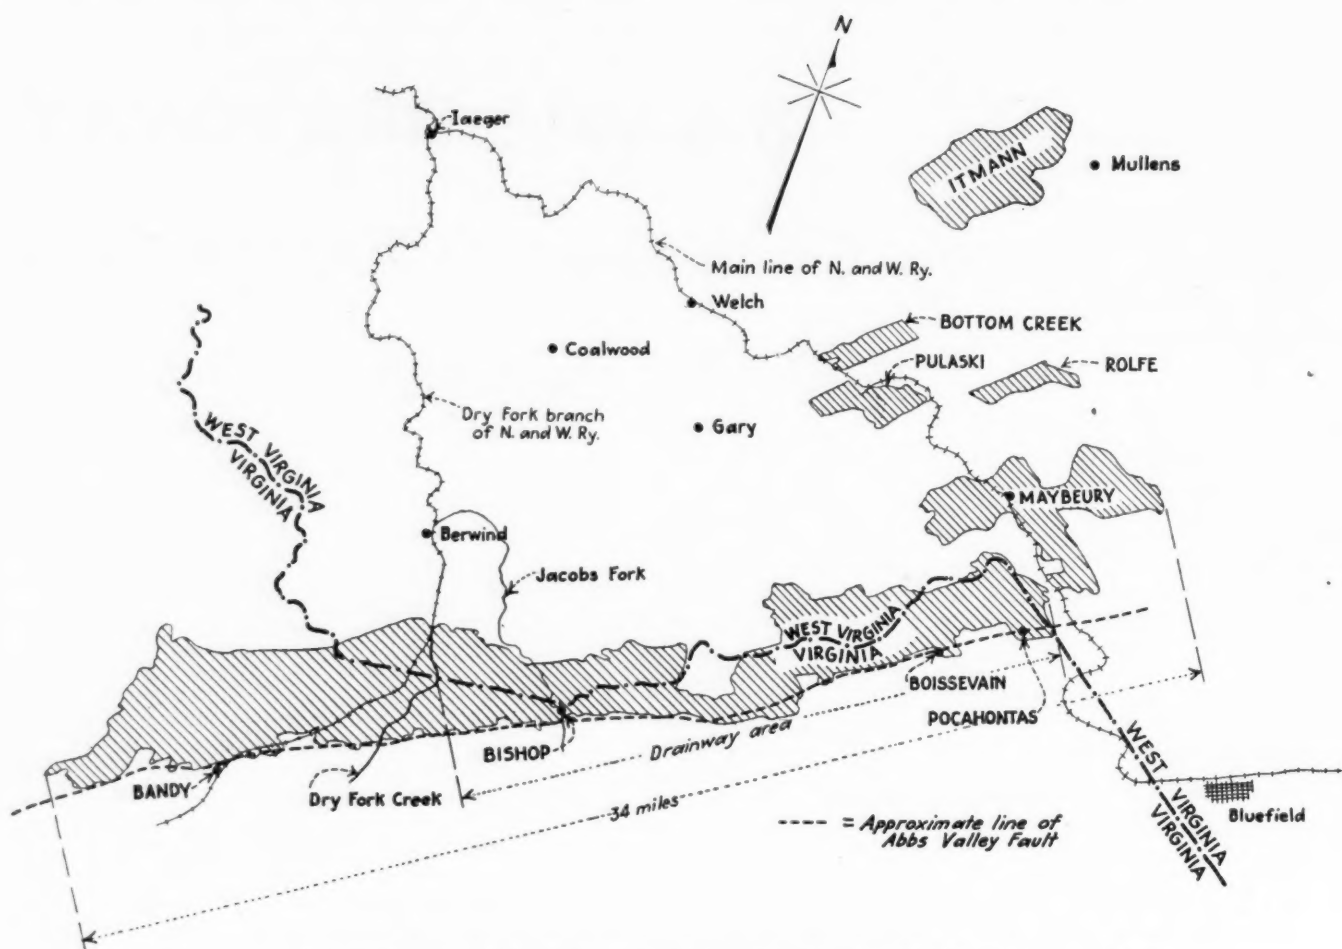 N
Iaeger
ITMANN
Mullens
Main line of N. and W. Ry.
Welch
BOTTOM CREEK
Coalwood
PULASKI
ROLFE
Dry Fork branch
of N. and W. Ry.
Gary
WEST VIRGINIA
VIRGINIA
MAYBEURY
Berwind
Jacobs Fork
WEST VIRGINIA
VIRGINIA
BOISSEVAIN
POCAHONTAS
BISHOP
Drainway area
BANDY
Dry Fork Creek
34 miles
WEST VIRGINIA
VIRGINIA
Bluefield
= Approximate line of
Abbs Valley Fault